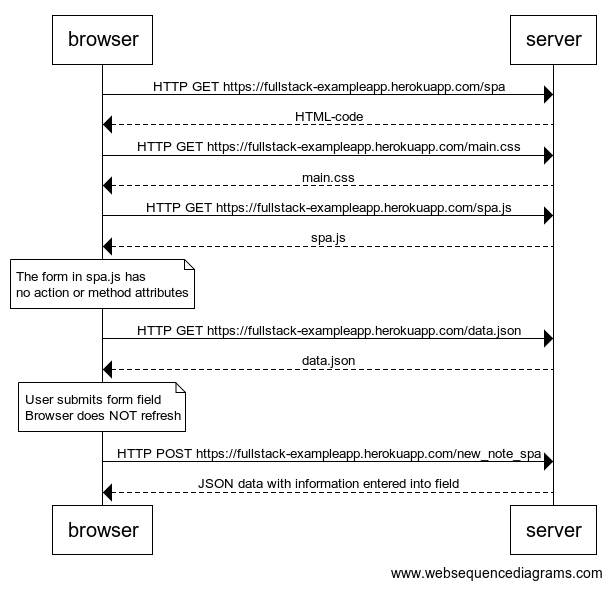 browser
server
HTTP GET https://fullstack-exampleapp.herokuapp.com/spa
HTML-code
HTTP GET https://fullstack-exampleapp.herokuapp.com/main.css
main.css
HTTP GET https://fullstack-exampleapp.herokuapp.com/spa.js
spa.js
The form in spa.js has
no action or method attributes
HTTP GET https://fullstack-exampleapp.herokuapp.com/data.json
data.json
User submits form field
Browser does NOT refresh
HTTP POST https://fullstack-exampleapp.herokuapp.com/new_note_spa
JSON data with information entered into field
browser
server
www.websequencediagrams.com